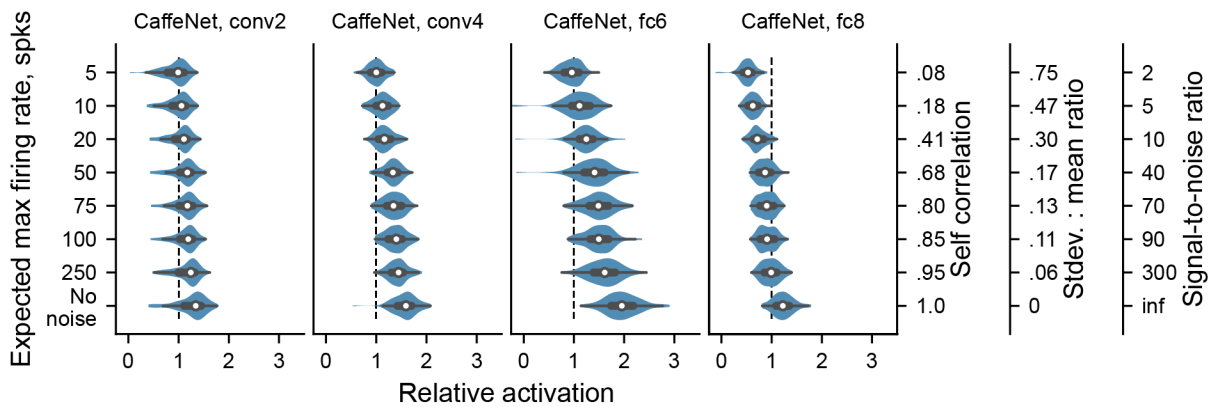 CaffeNet, conv2
CaffeNet, conv4
CaffeNet, fc6
CaffeNet, fc8
Expected max firing rate, spks
5
10
20
50
75
100
250
No
noise
0 1 2 3
0 1 2 3
0 1 2 3
0 1 2 3
Relative activation
.08
.18
.41
.68
.80
.85
.95
1.0
Self correlation
.75
.47
.30
.17
.13
.11
.06
0
Stdev. : mean ratio
2
5
10
40
70
90
300
inf
Signal-to-noise ratio